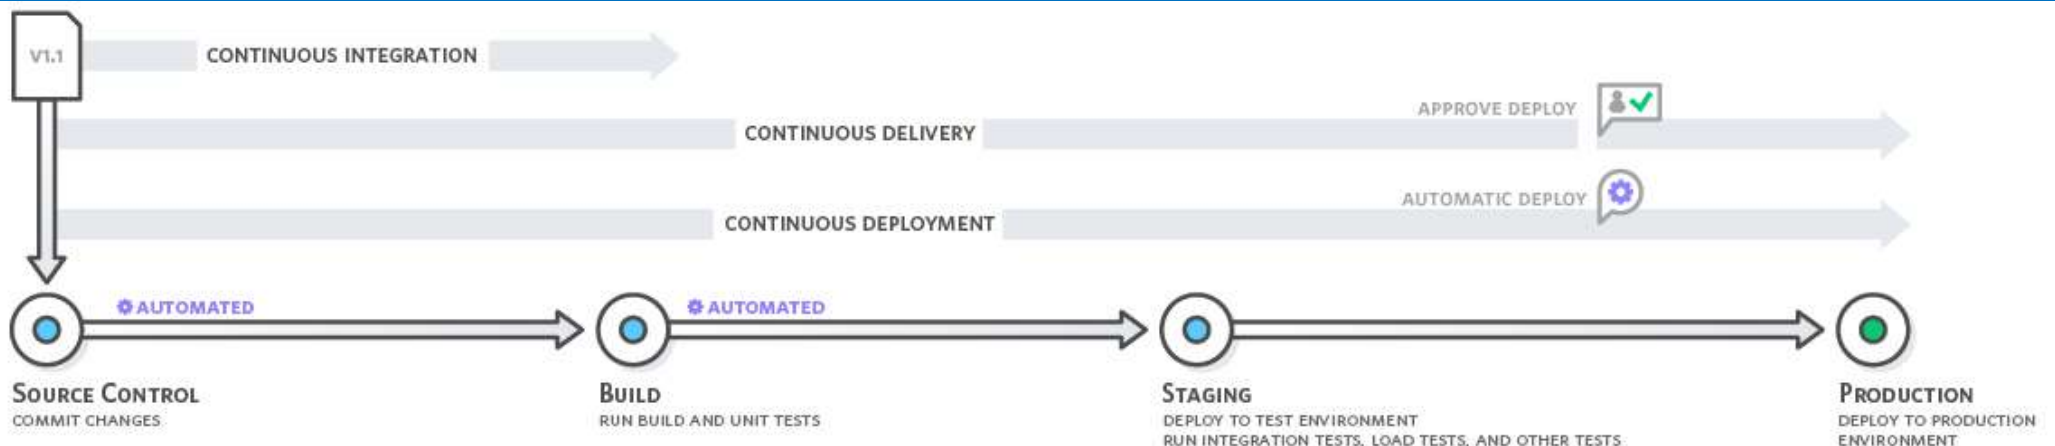 V1.1
CONTINUOUS INTEGRATION
APPROVE DEPLOY
CONTINUOUS DELIVERY
AUTOMATIC DEPLOY
CONTINUOUS DEPLOYMENT
AUTOMATED
AUTOMATED
SOURCE CONTROL
COMMIT CHANGES
BUILD
RUN BUILD AND UNIT TESTS
STAGING
DEPLOY TO TEST ENVIRONMENT
RUN INTEGRATION TESTS, LOAD TESTS, AND OTHER TESTS
PRODUCTION
DEPLOY TO PRODUCTION
ENVIRONMENT